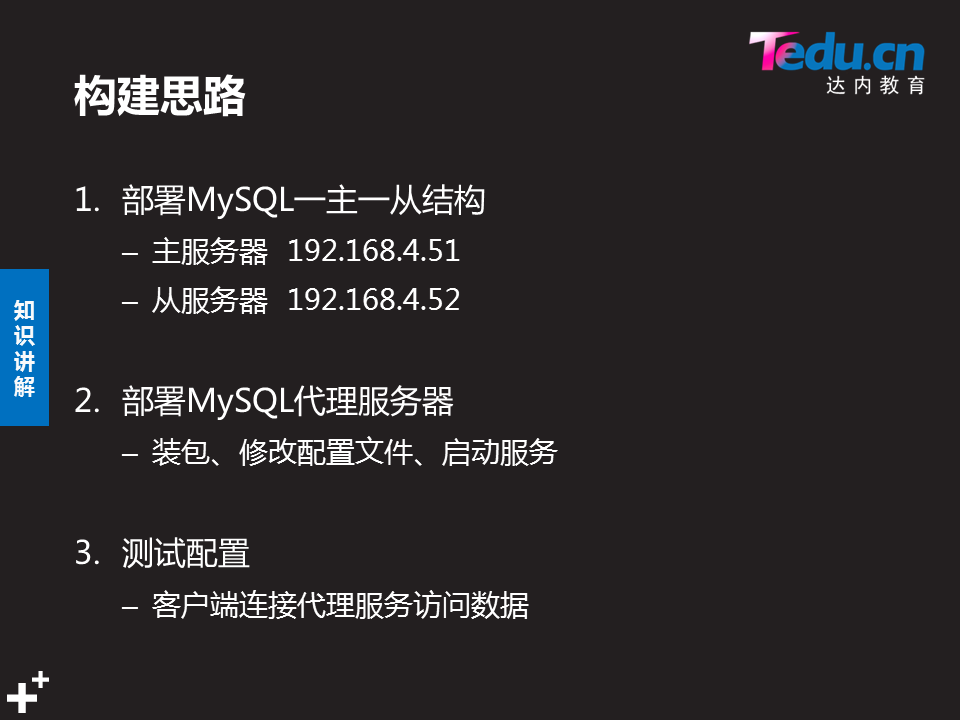 Tedu.cn
达内教育
构建思路
1. 部署MySQL一主一从结构
– 主服务器 192.168.4.51
– 从服务器 192.168.4.52
知识讲解
2. 部署MySQL代理服务器
– 装包、修改配置文件、启动服务
3. 测试配置
– 客户端连接代理服务访问数据